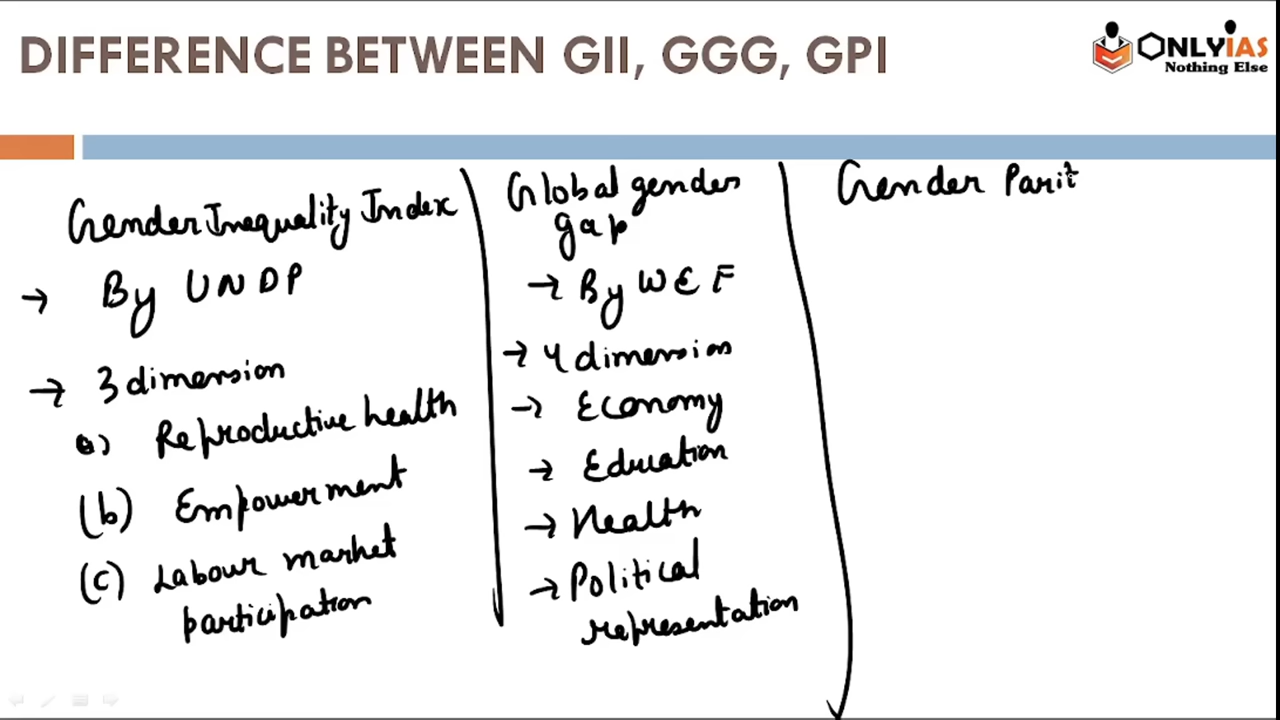 DIFFERENCE BETWEEN GII, GGG, GPI
ONLYIAS
Nothing Else
Gender Inequality Index
→ By UNDP
→ 3 dimension
a) Reproductive health
(b) Empowerment
(c) Labour market
participation
Global gender
gap
→ By WEF
→ 4 dimension
→ Economy
→ Education
→ Health
→ Political
representation
Gender Parit